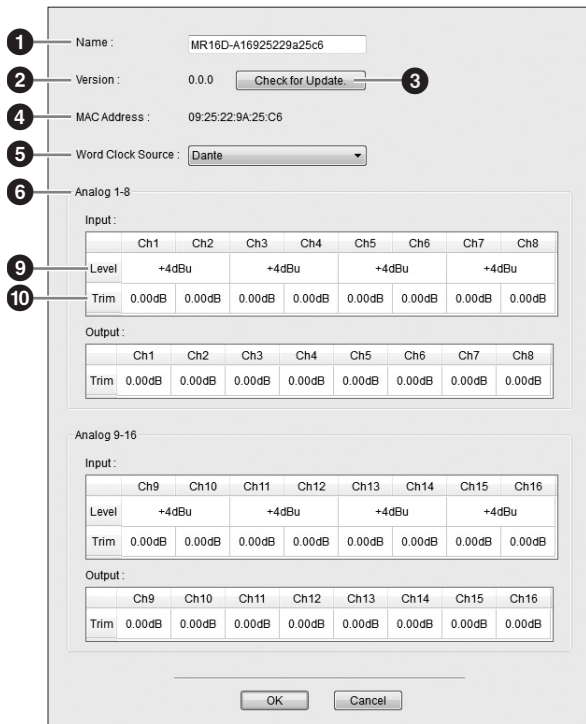 1 Name : MR16D-A16925229a25c6
2 Version : 0.0.0 Check for Update. 3
4 MAC Address : 09:25:22:9A:25:C6
5 Word Clock Source : Dante
6 Analog 1-8
Input :
Ch1 Ch2 Ch3 Ch4 Ch5 Ch6 Ch7 Ch8
9 Level +4dBu +4dBu +4dBu +4dBu
10 Trim 0.00dB 0.00dB 0.00dB 0.00dB 0.00dB 0.00dB 0.00dB 0.00dB
Output :
Ch1 Ch2 Ch3 Ch4 Ch5 Ch6 Ch7 Ch8
Trim 0.00dB 0.00dB 0.00dB 0.00dB 0.00dB 0.00dB 0.00dB 0.00dB
Analog 9-16
Input :
Ch9 Ch10 Ch11 Ch12 Ch13 Ch14 Ch15 Ch16
Level +4dBu +4dBu +4dBu +4dBu
Trim 0.00dB 0.00dB 0.00dB 0.00dB 0.00dB 0.00dB 0.00dB 0.00dB
Output :
Ch9 Ch10 Ch11 Ch12 Ch13 Ch14 Ch15 Ch16
Trim 0.00dB 0.00dB 0.00dB 0.00dB 0.00dB 0.00dB 0.00dB 0.00dB
OK Cancel